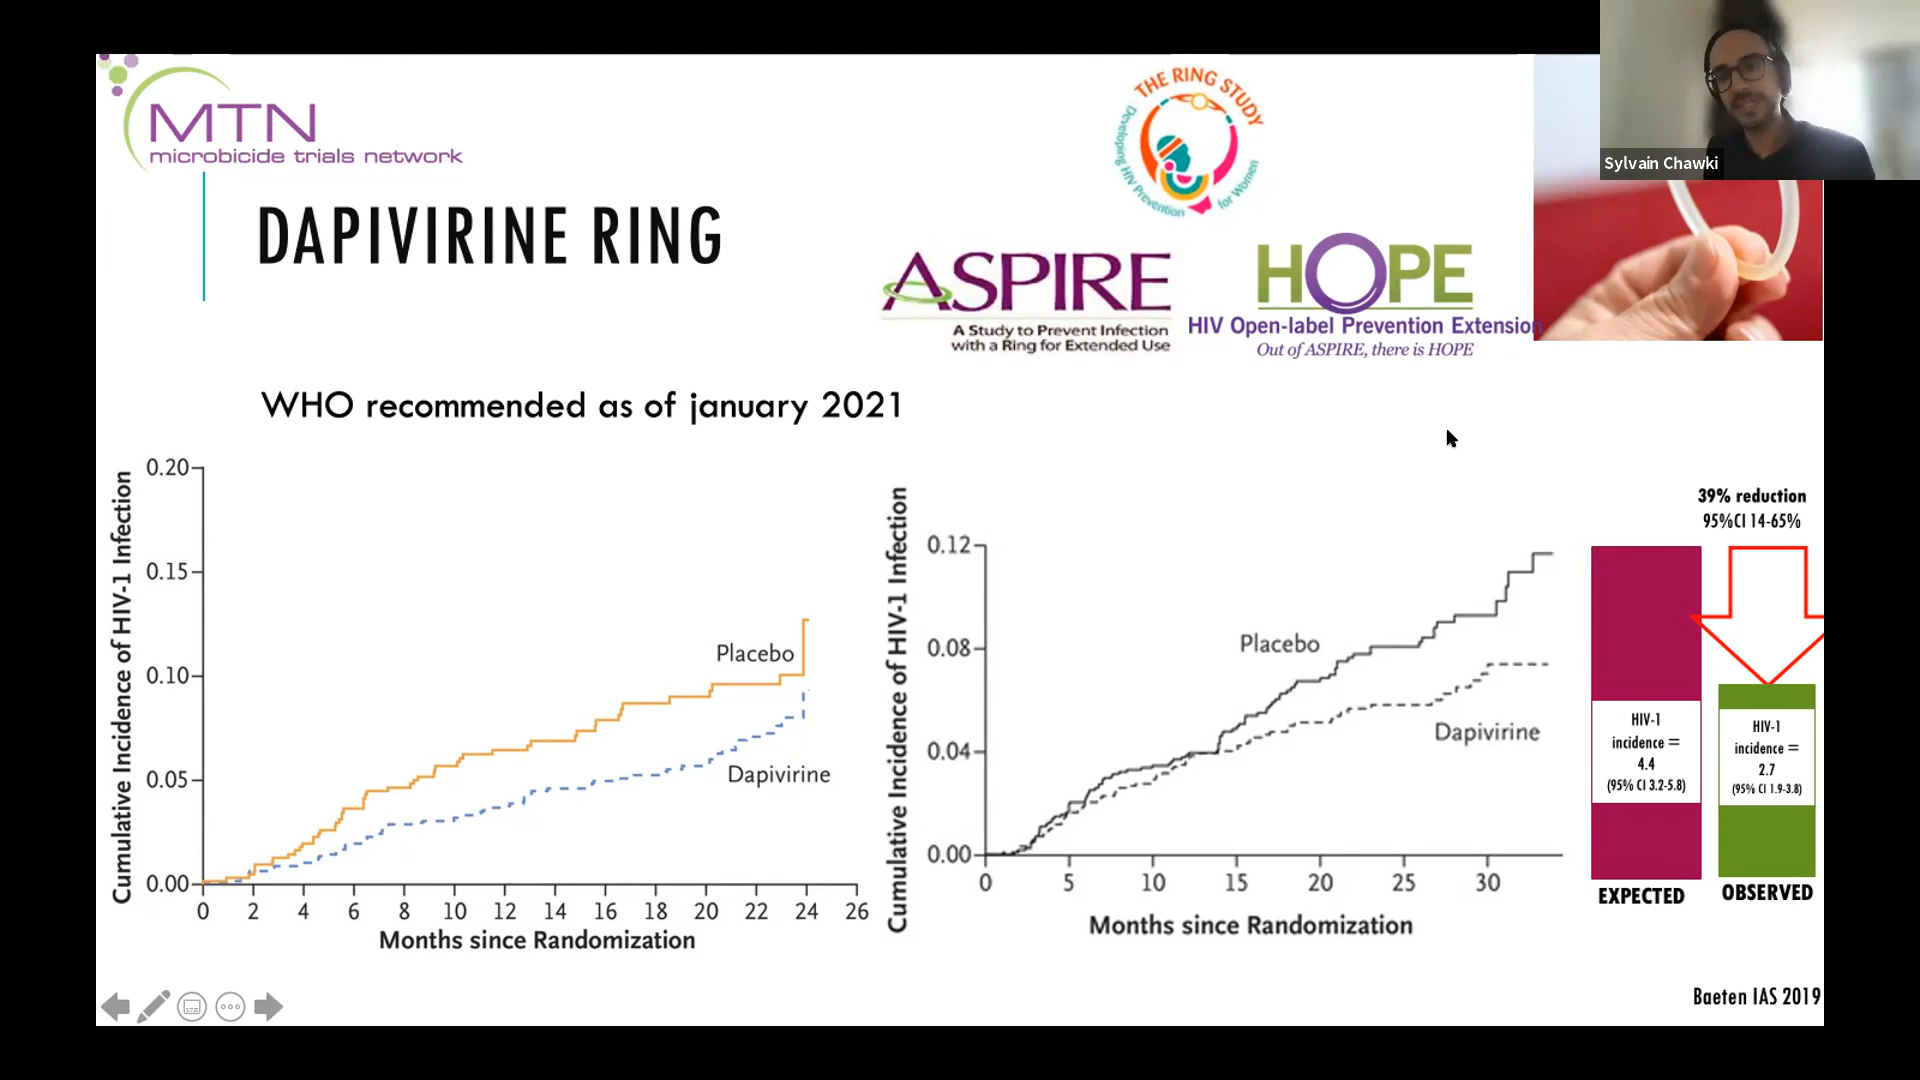 MTN
microbicide trials network
THE RING STUDY
Developing HIV Prevention for Women
Sylvain Chawki
DAPIVIRINE RING
ASPIRE
A Study to Prevent Infection
with a Ring for Extended Use
HOPE
HIV Open-label Prevention Extension
Out of ASPIRE, there is HOPE
WHO recommended as of january 2021
Cumulative Incidence of HIV-1 Infection
0.20
0.15
0.10
0.05
0.00
Placebo
Dapivirine
0 2 4 6 8 10 12 14 16 18 20 22 24 26
Months since Randomization
Cumulative Incidence of HIV-1 Infection
0.12
0.08
0.04
0.00
Placebo
Dapivirine
0 5 10 15 20 25 30
Months since Randomization
39% reduction
95%CI 14-65%
HIV-1
incidence =
4.4
(95% CI 3.2-5.8)
EXPECTED
HIV-1
incidence =
2.7
(95% CI 1.9-3.8)
OBSERVED
Baeten IAS 2019